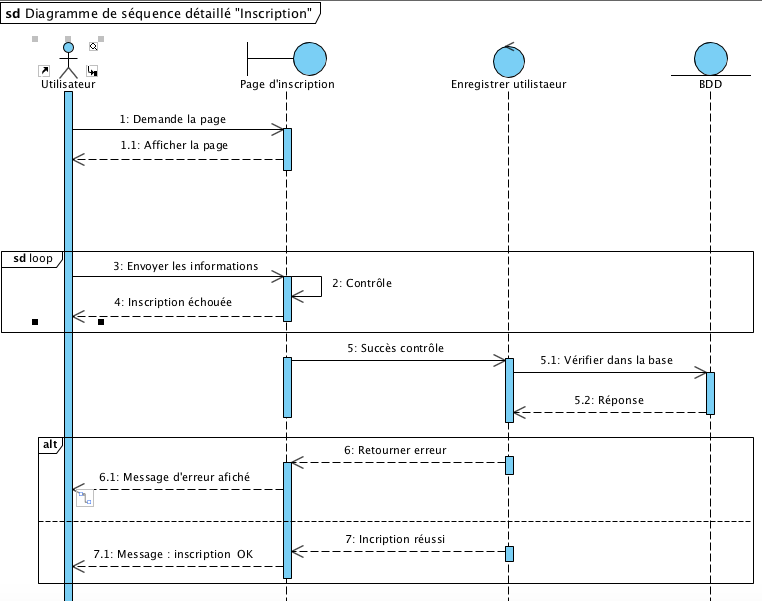 sd Diagramme de séquence détaillé "Inscription"
Utilisateur
Page d'inscription
Enregistrer utilistaeur
BDD
1: Demande la page
1.1: Afficher la page
sd loop
3: Envoyer les informations
2: Contrôle
4: Inscription échouée
5: Succès contrôle
5.1: Vérifier dans la base
5.2: Réponse
alt
6: Retourner erreur
6.1: Message d'erreur afiché
7: Incription réussi
7.1: Message : inscription OK